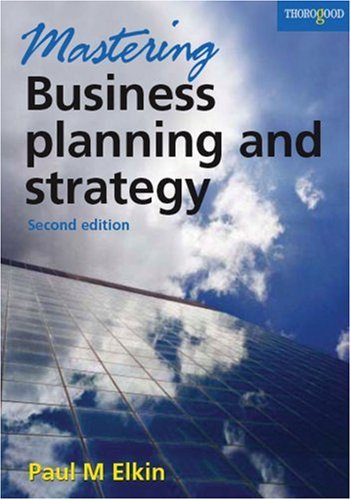 THOROGOOD
Mastering
Business
planning and
strategy
Second edition
Paul M Elkin